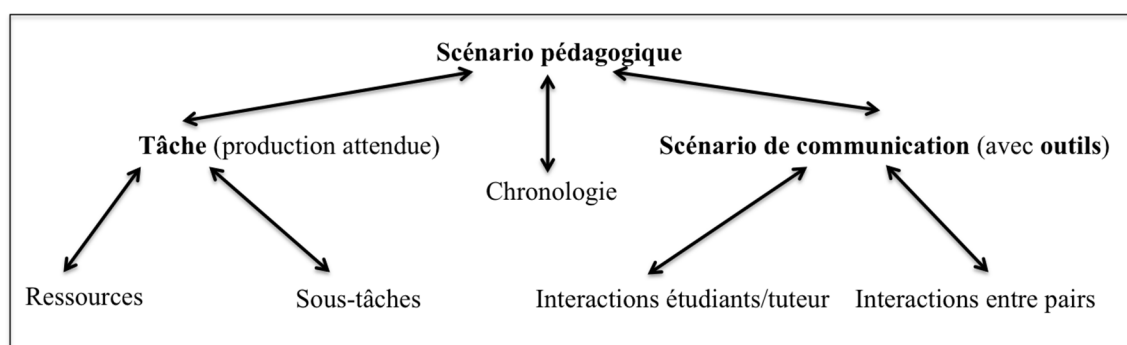 Scénario pédagogique
Tâche (production attendue)
Scénario de communication (avec outils)
Chronologie
Ressources
Sous-tâches
Interactions étudiants/tuteur
Interactions entre pairs